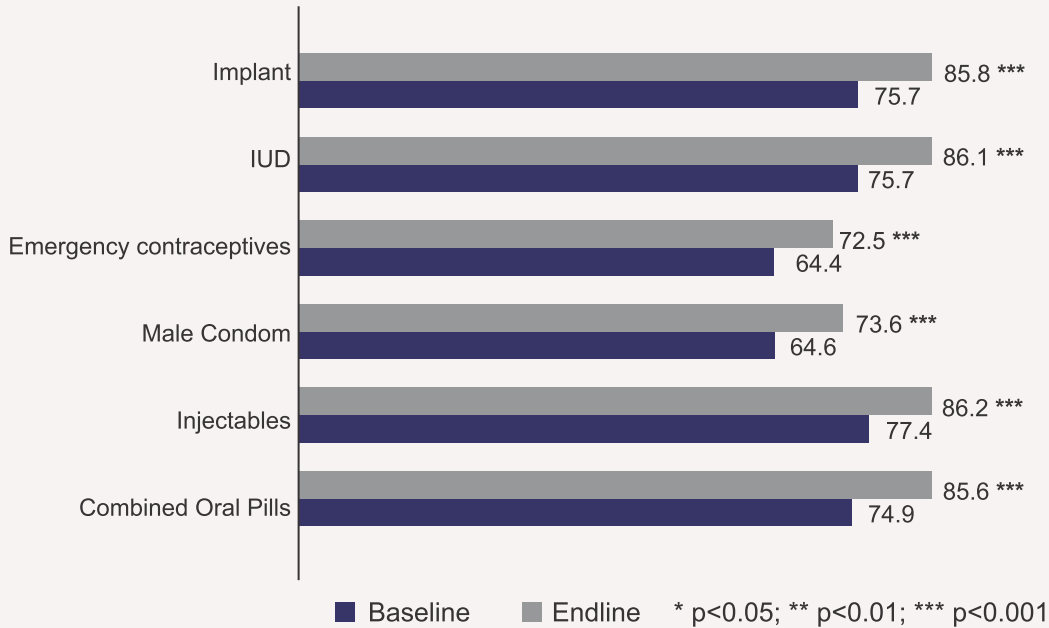 Implant
85.8 ***
75.7
IUD
86.1 ***
75.7
Emergency contraceptives
72.5 ***
64.4
Male Condom
73.6 ***
64.6
Injectables
86.2 ***
77.4
Combined Oral Pills
85.6 ***
74.9
Baseline
Endline
* p<0.05; ** p<0.01; *** p<0.001